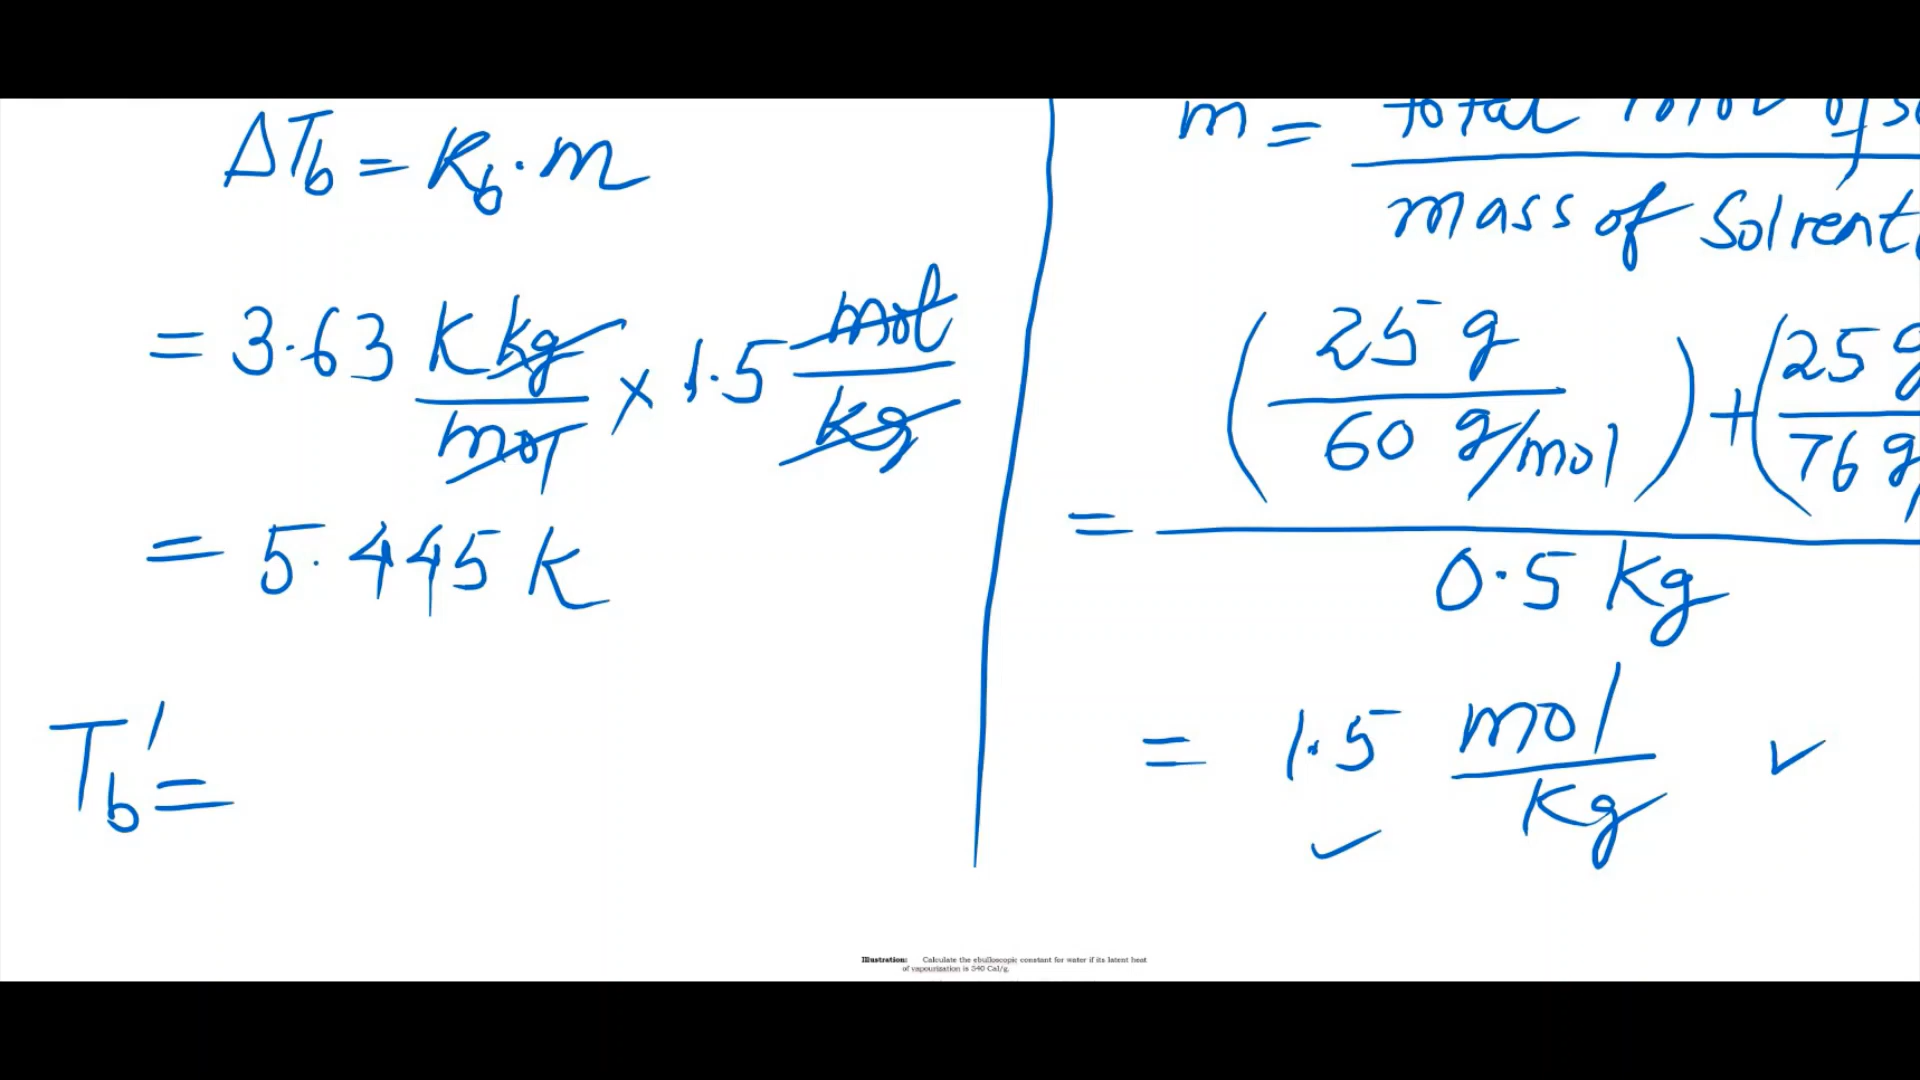 ΔTb = Kb·m
= 3.63 K kg/mol × 1.5 mol/kg
= 5.445 K
Tb' =
m = total
mass of Solvent
(25 g / 60 g/mol) + (25 g / 76 g/
= 0.5 kg
= 1.5 mol/kg ✓
✓
Illustration: Calculate the ebullioscopic constant for water if its latent heat
of vapourization is 540 Cal/g.